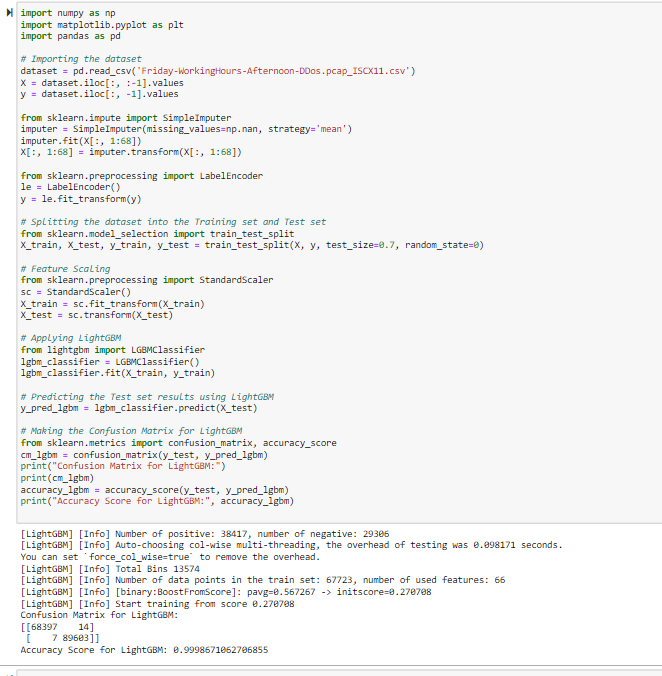 import numpy as np
import matplotlib.pyplot as plt
import pandas as pd
# Importing the dataset
dataset = pd.read_csv('Friday-WorkingHours-Afternoon-DDos.pcap_ISCX11.csv')
X = dataset.iloc[:, :-1].values
y = dataset.iloc[:, -1].values
from sklearn.impute import SimpleImputer
imputer = SimpleImputer(missing_values=np.nan, strategy='mean')
imputer.fit(X[:, 1:68])
X[:, 1:68] = imputer.transform(X[:, 1:68])
from sklearn.preprocessing import LabelEncoder
le = LabelEncoder()
y = le.fit_transform(y)
# Splitting the dataset into the Training set and Test set
from sklearn.model_selection import train_test_split
X_train, X_test, y_train, y_test = train_test_split(X, y, test_size=0.7, random_state=0)
# Feature Scaling
from sklearn.preprocessing import StandardScaler
sc = StandardScaler()
X_train = sc.fit_transform(X_train)
X_test = sc.transform(X_test)
# Applying LightGBM
from lightgbm import LGBMClassifier
lgbm_classifier = LGBMClassifier()
lgbm_classifier.fit(X_train, y_train)
# Predicting the Test set results using LightGBM
y_pred_lgbm = lgbm_classifier.predict(X_test)
# Making the Confusion Matrix for LightGBM
from sklearn.metrics import confusion_matrix, accuracy_score
cm_lgbm = confusion_matrix(y_test, y_pred_lgbm)
print("Confusion Matrix for LightGBM:")
print(cm_lgbm)
accuracy_lgbm = accuracy_score(y_test, y_pred_lgbm)
print("Accuracy Score for LightGBM:", accuracy_lgbm)
[LightGBM] [Info] Number of positive: 38417, number of negative: 29306
[LightGBM] [Info] Auto-choosing col-wise multi-threading, the overhead of testing was 0.098171 seconds.
You can set `force_col_wise=true` to remove the overhead.
[LightGBM] [Info] Total Bins 13574
[LightGBM] [Info] Number of data points in the train set: 67723, number of used features: 66
[LightGBM] [Info] [binary:BoostFromScore]: pavg=0.567267 -> initscore=0.270708
[LightGBM] [Info] Start training from score 0.270708
Confusion Matrix for LightGBM:
[[68397    14]
 [    7 89603]]
Accuracy Score for LightGBM: 0.9998671062706855